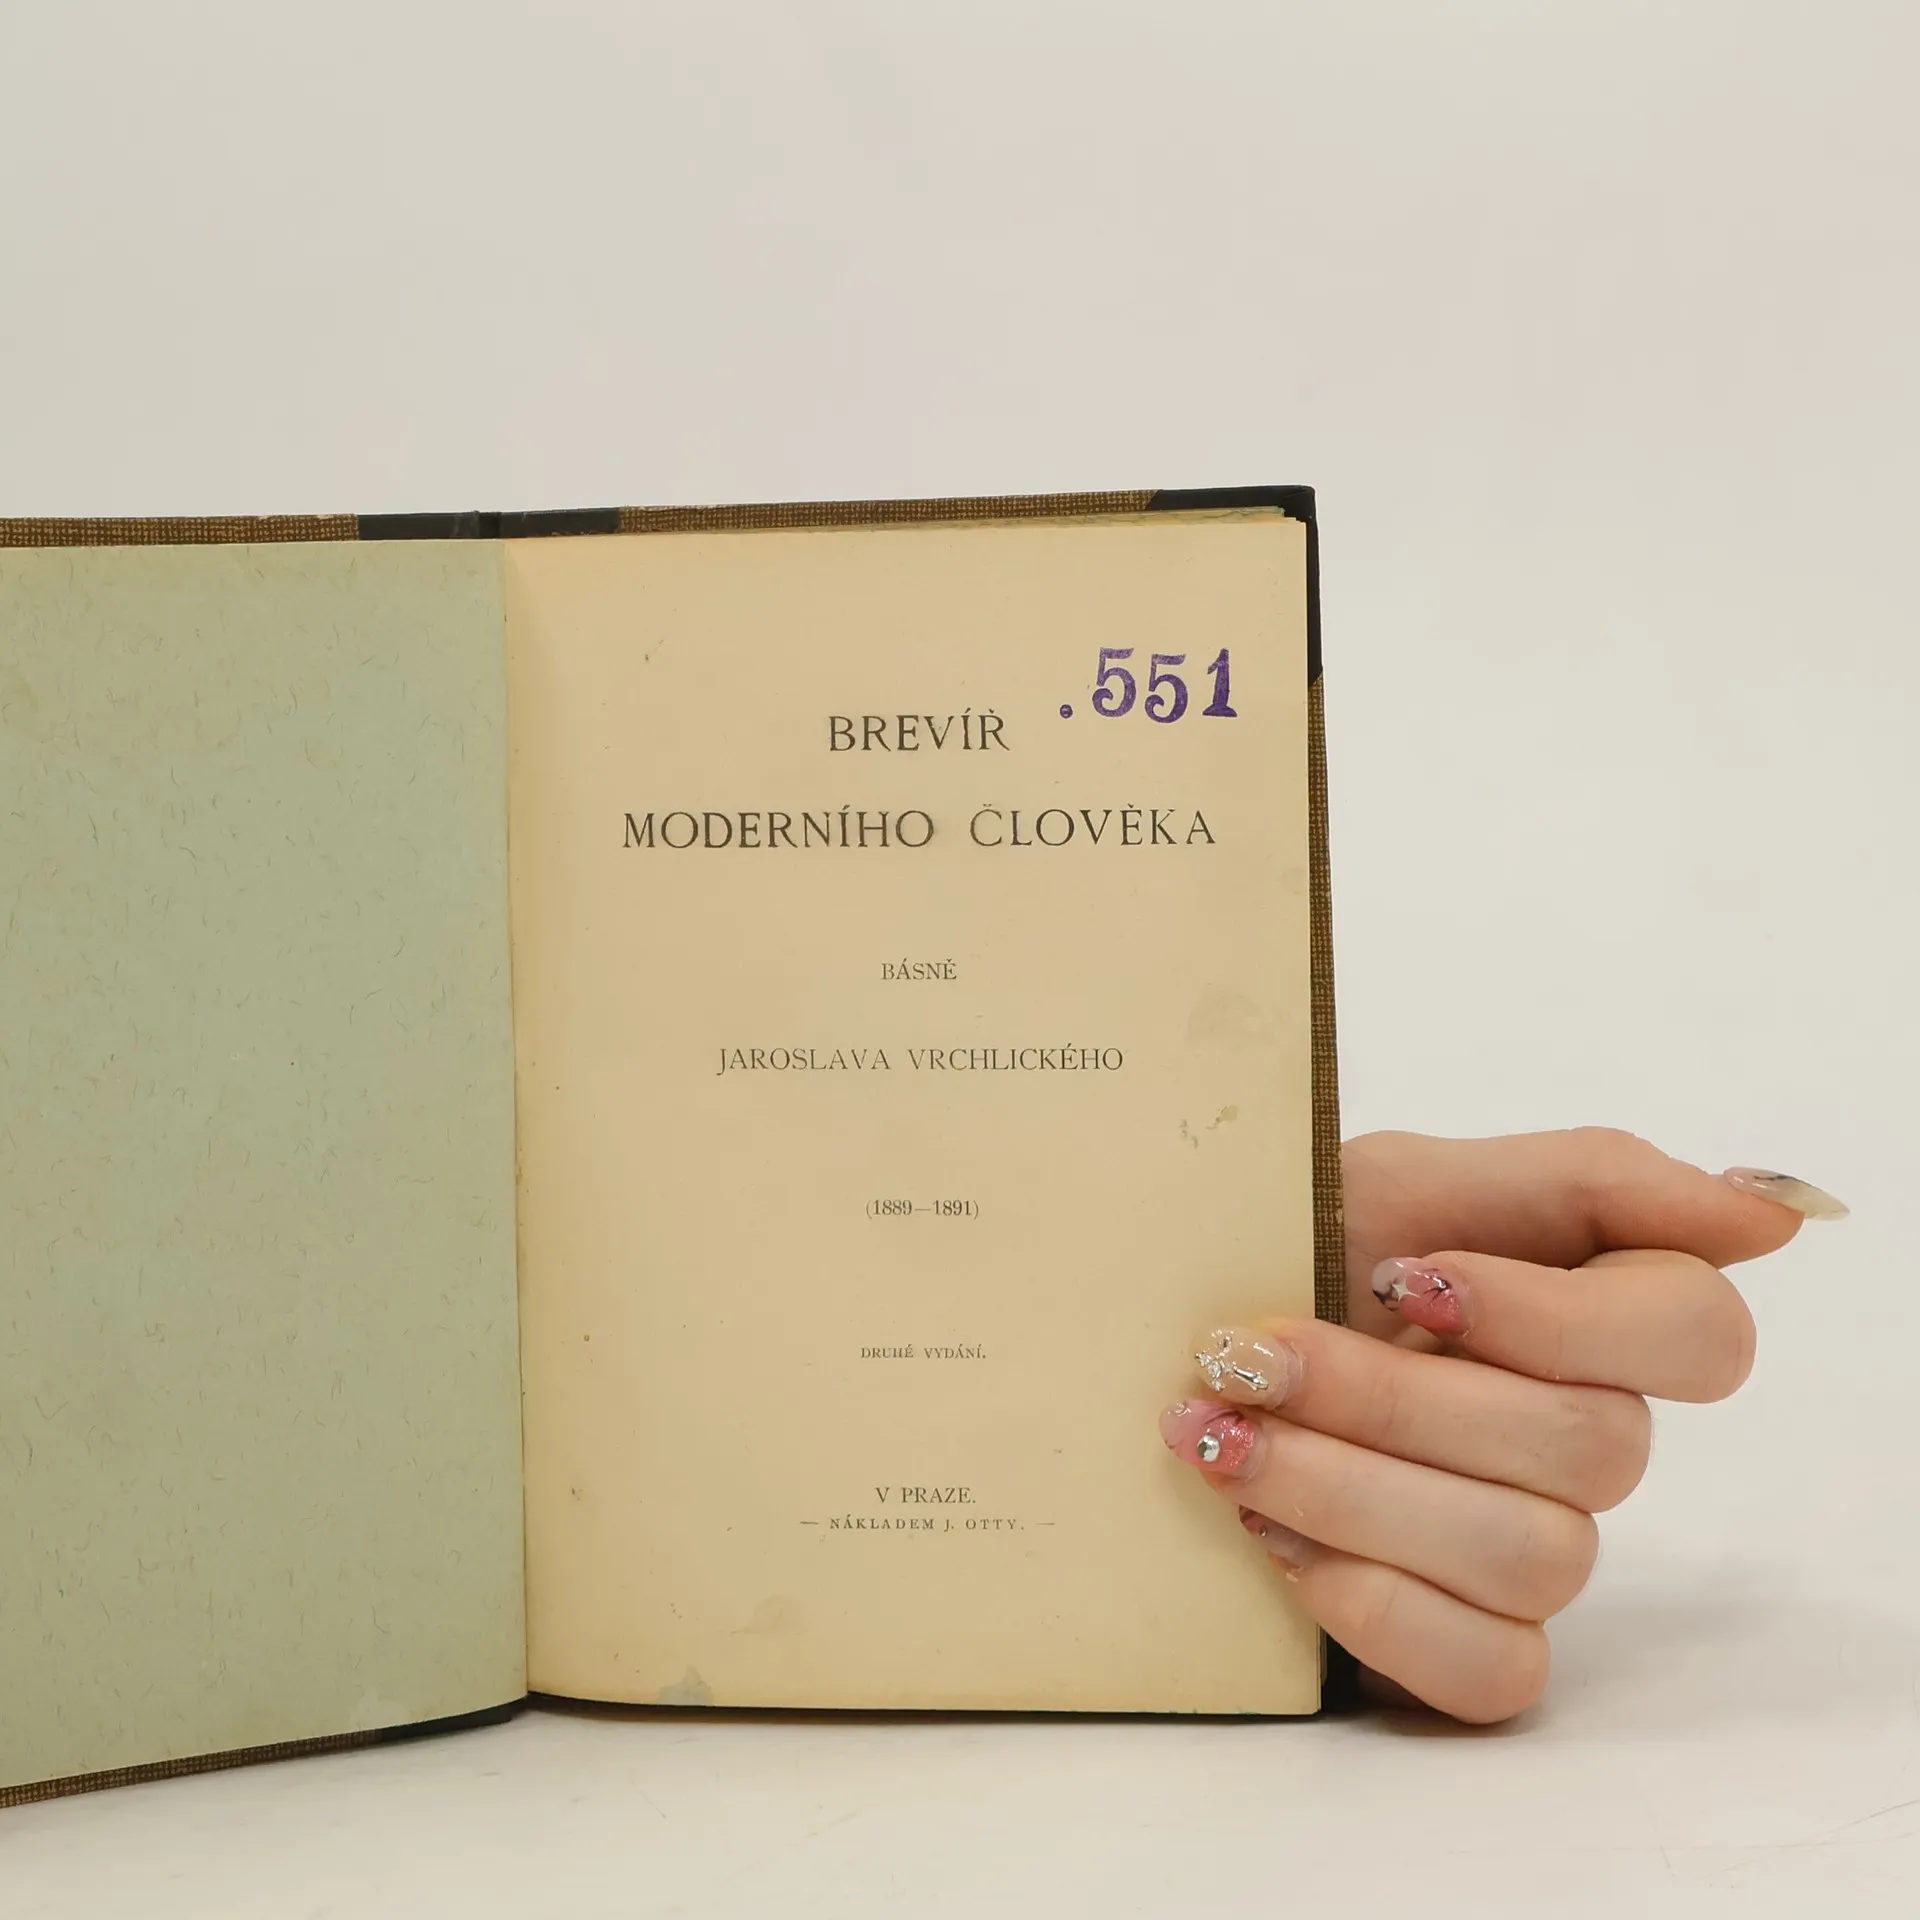 .551
BREVÍŘ
MODERNÍHO ČLOVĚKA
BÁSNĚ
JAROSLAVA VRCHLICKÉHO
(1889—1891)
DRUHÉ VYDÁNÍ.
V PRAZE.
— NÁKLADEM J. OTTY. —